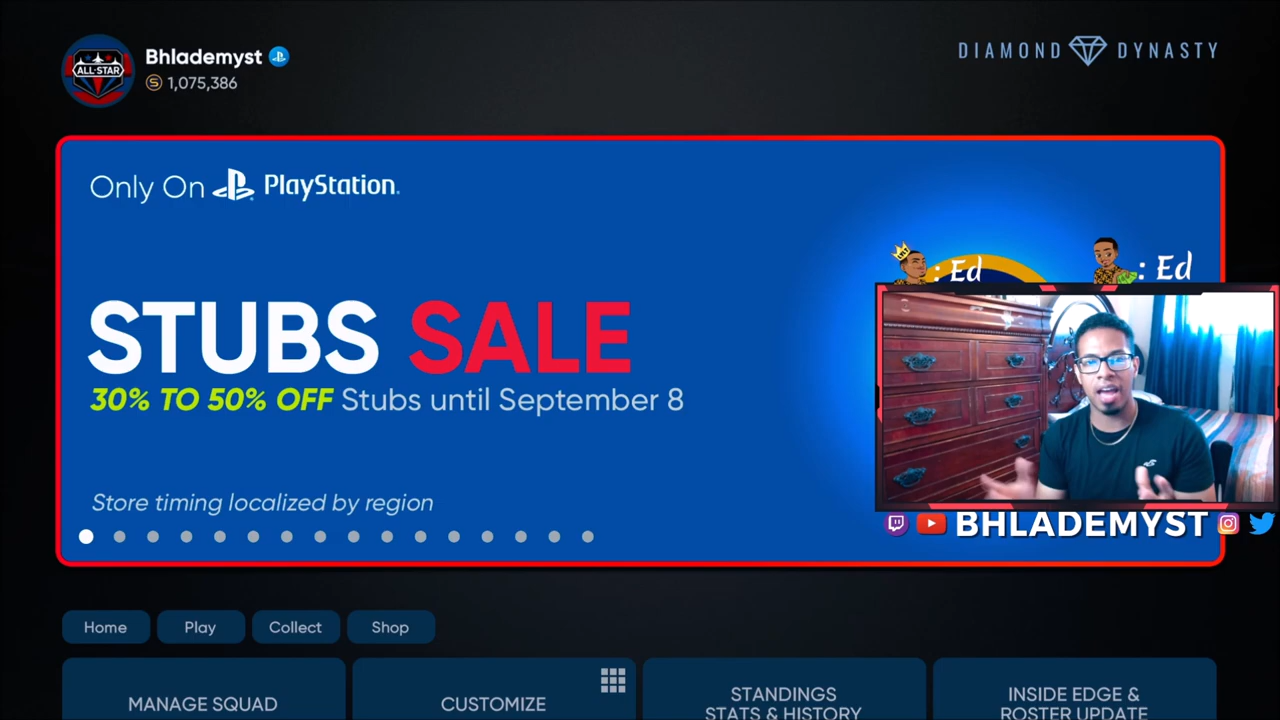 Bhlademyst
1,075,386
ALL-STAR
DIAMOND DYNASTY
Only On PlayStation.
STUBS SALE
30% TO 50% OFF Stubs until September 8
: Ed
: Ed
Store timing localized by region
BHLADEMYST
Home
Play
Collect
Shop
MANAGE SQUAD
CUSTOMIZE
STANDINGS
STATS & HISTORY
INSIDE EDGE &
ROSTER UPDATE